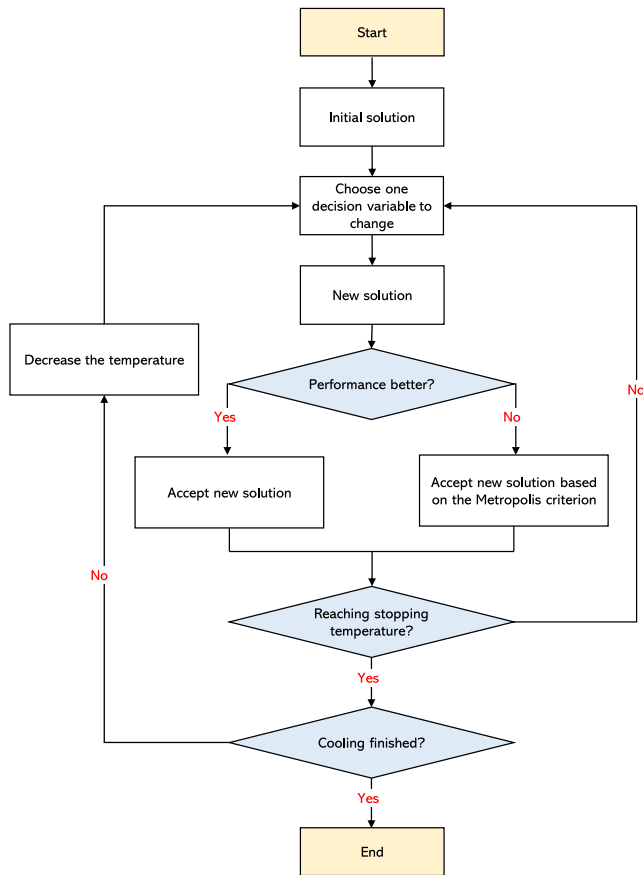 Start
Initial solution
Choose one
decision variable to
change
New solution
Decrease the temperature
Performance better?
No
Yes
No
Accept new solution
Accept new solution based
on the Metropolis criterion
No
Reaching stopping
temperature?
Yes
Cooling finished?
Yes
End